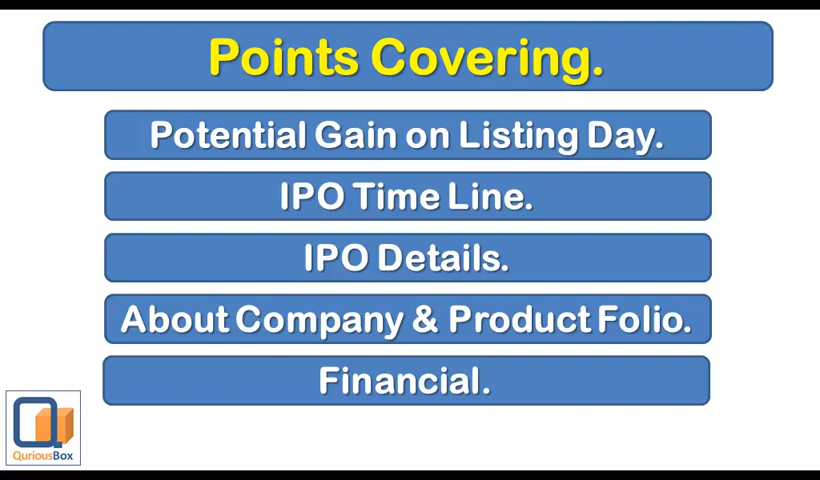 Points Covering.
Potential Gain on Listing Day.
IPO Time Line.
IPO Details.
About Company & Product Folio.
Financial.
QuriousBox